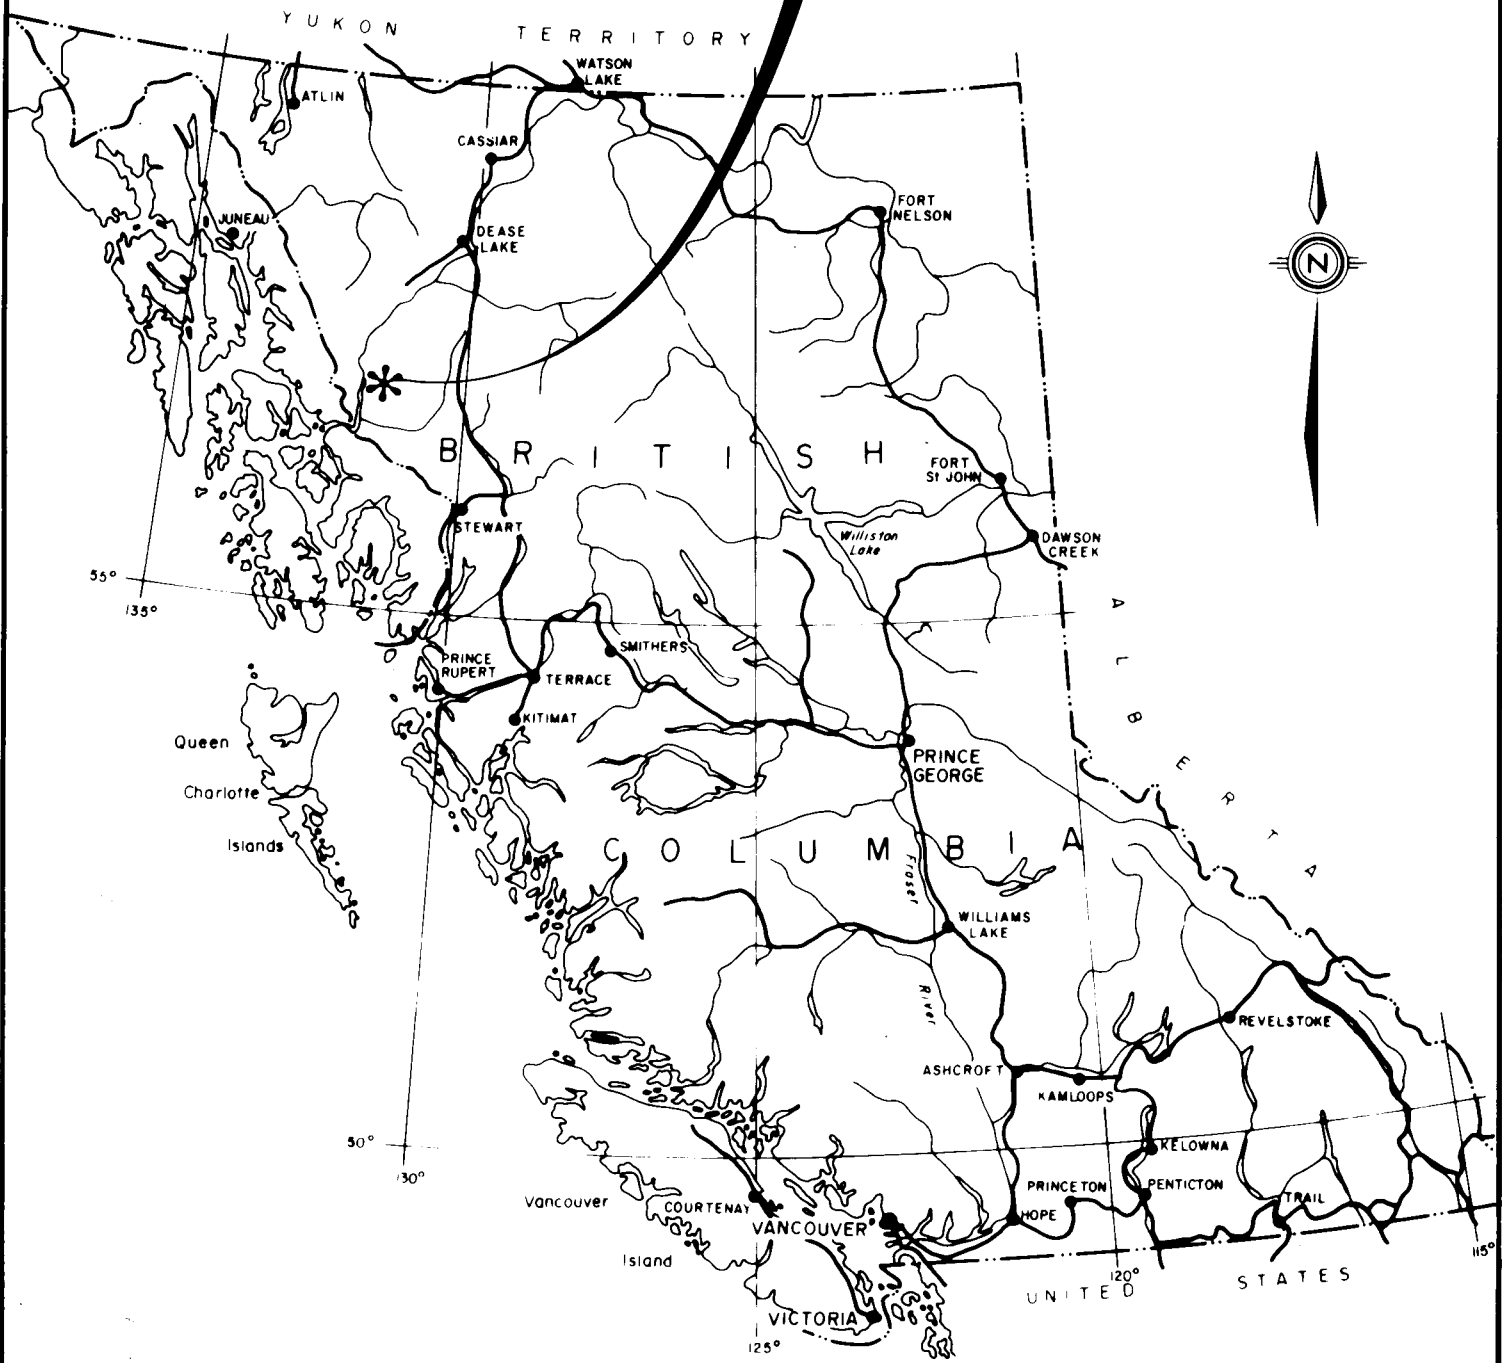 YUKON TERRITORY
WATSON
LAKE
ATLIN
CASSIAR
FORT
NELSON
JUNEAU
DEASE
LAKE
N
BRITISH
FORT
St JOHN
STEWART
Williston
Lake
DAWSON
CREEK
55°
135°
ALBERTA
SMITHERS
PRINCE
RUPERT
TERRACE
KITIMAT
Queen
Charlotte
Islands
PRINCE
GEORGE
COLUMBIA
Fraser
River
WILLIAMS
LAKE
REVELSTOKE
ASHCROFT
KAMLOOPS
50°
130°
KELOWNA
Vancouver
Island
COURTENAY
VANCOUVER
PRINCETON
PENTICTON
HOPE
TRAIL
115°
120°
UNITED STATES
VICTORIA
125°